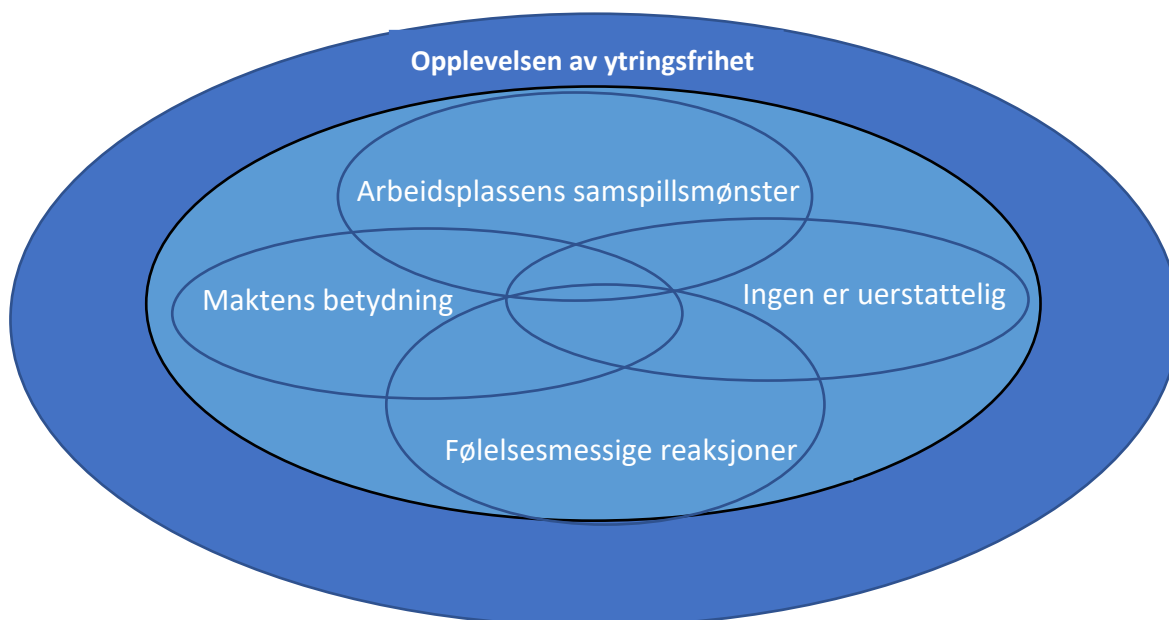 Opplevelsen av ytringsfrihet
Arbeidsplassens samspillsmønster
Maktens betydning
Ingen er uerstattelig
Følelsesmessige reaksjoner